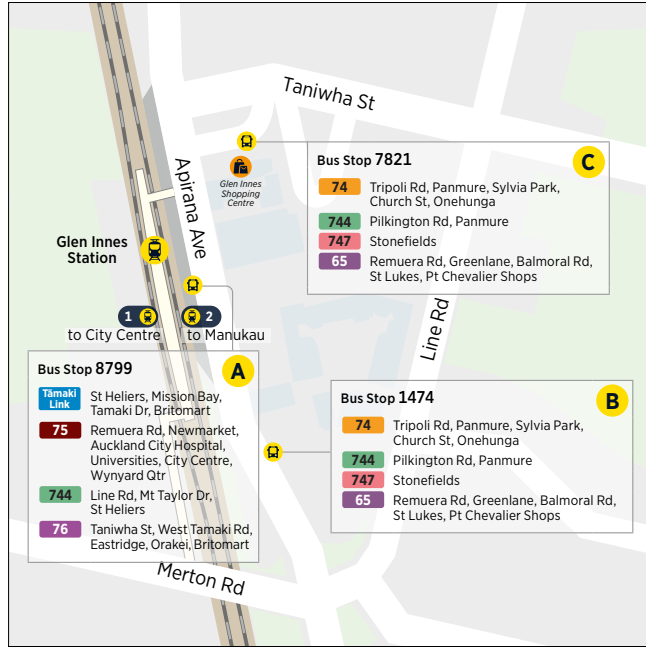 Taniwha St
Apirana Ave
Glen Innes
Shopping
Centre
Bus Stop 7821
C
74
Tripoli Rd, Panmure, Sylvia Park,
Church St, Onehunga
744
Pilkington Rd, Panmure
747
Stonefields
65
Remuera Rd, Greenlane, Balmoral Rd,
St Lukes, Pt Chevalier Shops
Glen Innes
Station
1
2
to City Centre
to Manukau
Line Rd
Bus Stop 8799
A
Tāmaki
Link
St Heliers, Mission Bay,
Tamaki Dr, Britomart
75
Remuera Rd, Newmarket,
Auckland City Hospital,
Universities, City Centre,
Wynyard Qtr
744
Line Rd, Mt Taylor Dr,
St Heliers
76
Taniwha St, West Tamaki Rd,
Eastridge, Orakei, Britomart
Bus Stop 1474
B
74
Tripoli Rd, Panmure, Sylvia Park,
Church St, Onehunga
744
Pilkington Rd, Panmure
747
Stonefields
65
Remuera Rd, Greenlane, Balmoral Rd,
St Lukes, Pt Chevalier Shops
Merton Rd